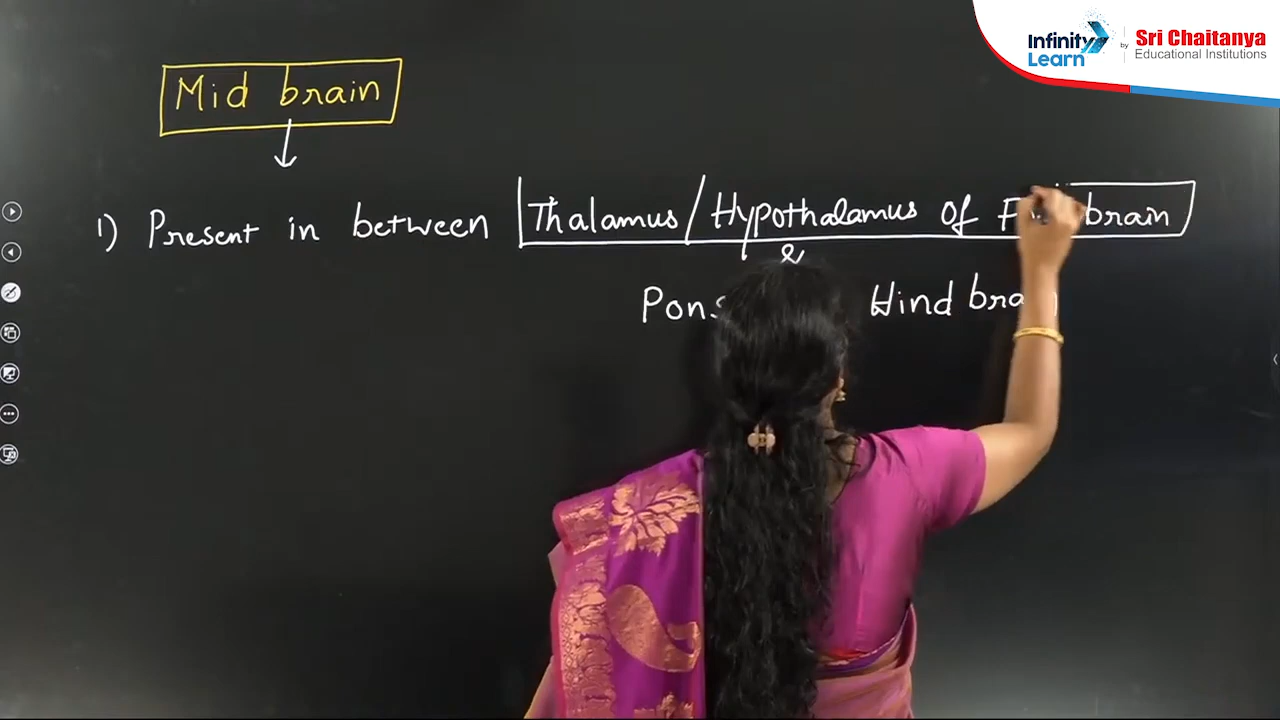 Infinity Learn by Sri Chaitanya Educational Institutions
Mid brain
1) Present in between Thalamus/Hypothalamus of brain
&
Pons Hind brain